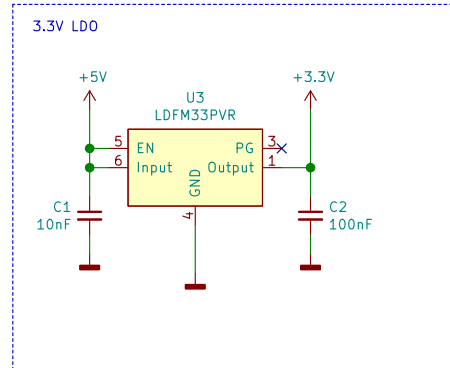 3.3V LDO
+5V
+3.3V
U3
LDFM33PVR
5
EN
PG
3
6
Input
Output
1
GND
4
C1
10nF
C2
100nF